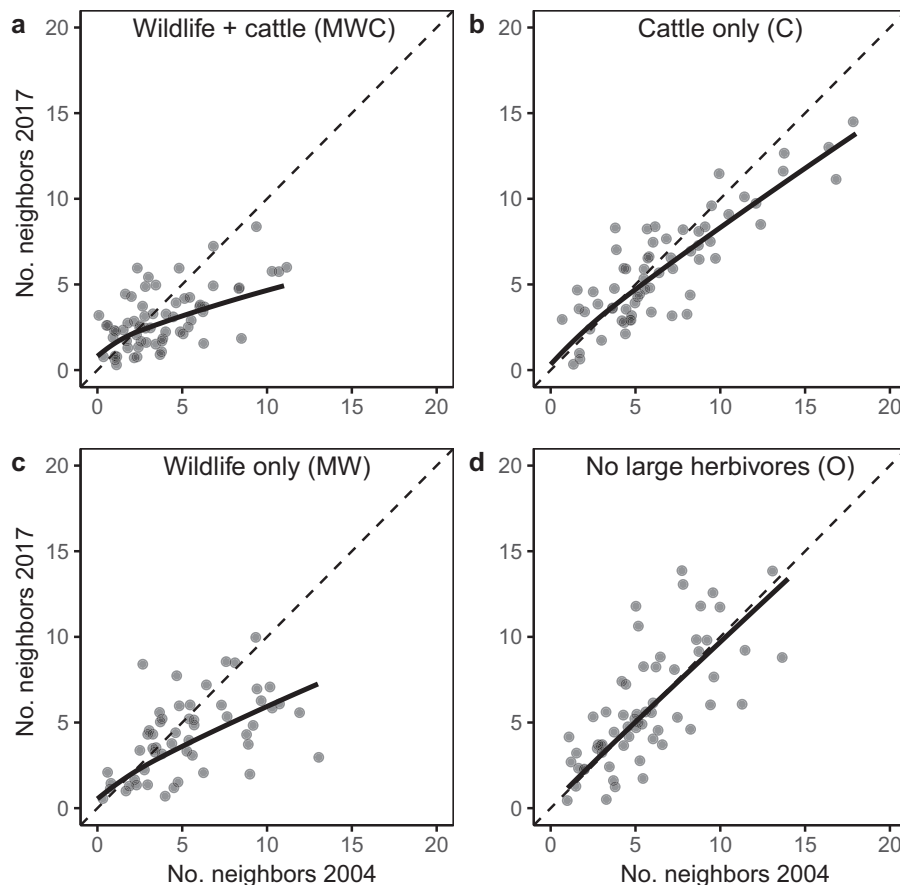 a Wildlife + cattle (MWC)
No. neighbors 2017
20
15
10
5
0
0 5 10 15 20
b Cattle only (C)
20
15
10
5
0
0 5 10 15 20
c Wildlife only (MW)
No. neighbors 2017
20
15
10
5
0
0 5 10 15 20
No. neighbors 2004
d No large herbivores (O)
20
15
10
5
0
0 5 10 15 20
No. neighbors 2004